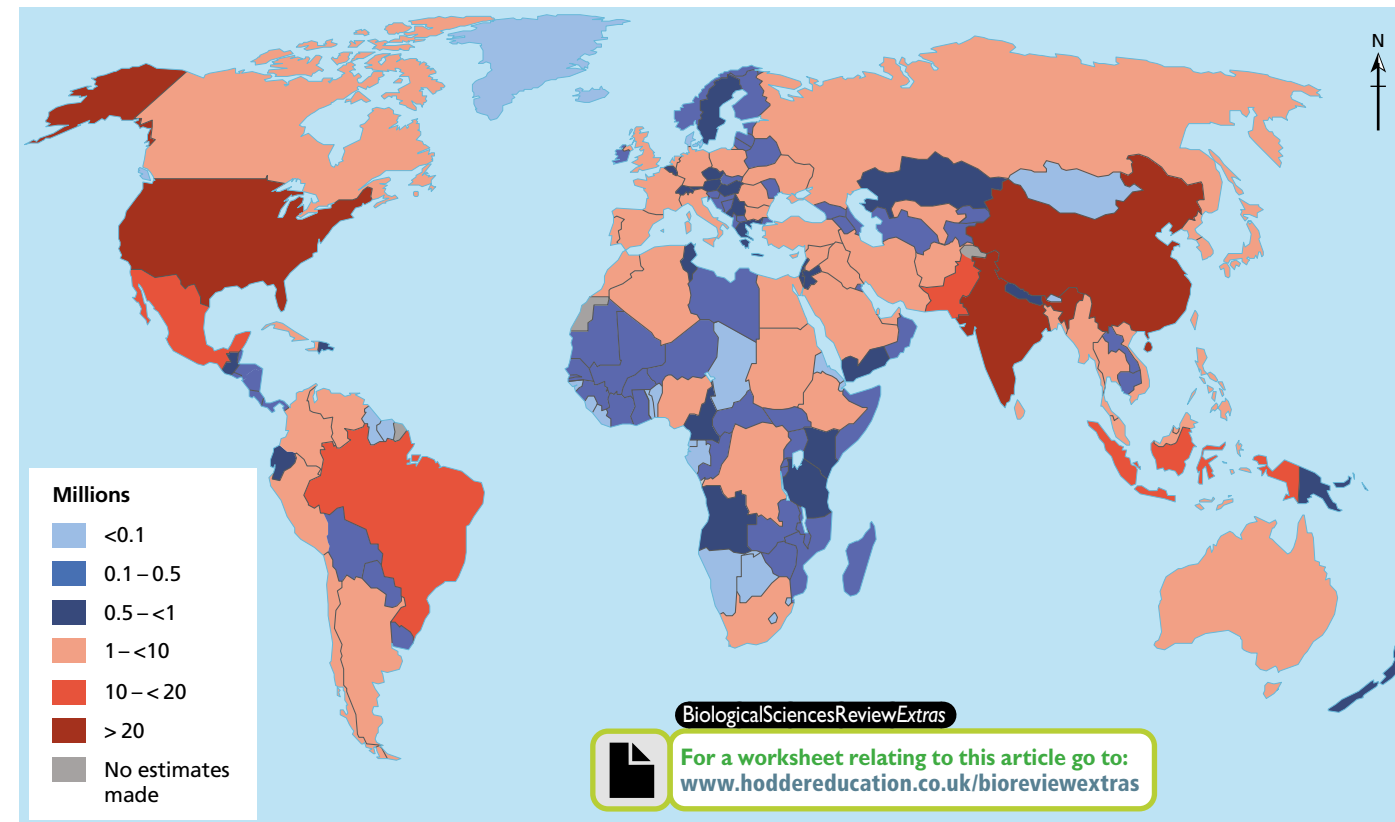 N
Millions
<0.1
0.1 – 0.5
0.5 – <1
1 – <10
10 – < 20
> 20
No estimates
made
BiologicalSciencesReviewExtras
For a worksheet relating to this article go to:
www.hoddereducation.co.uk/bioreviewextras